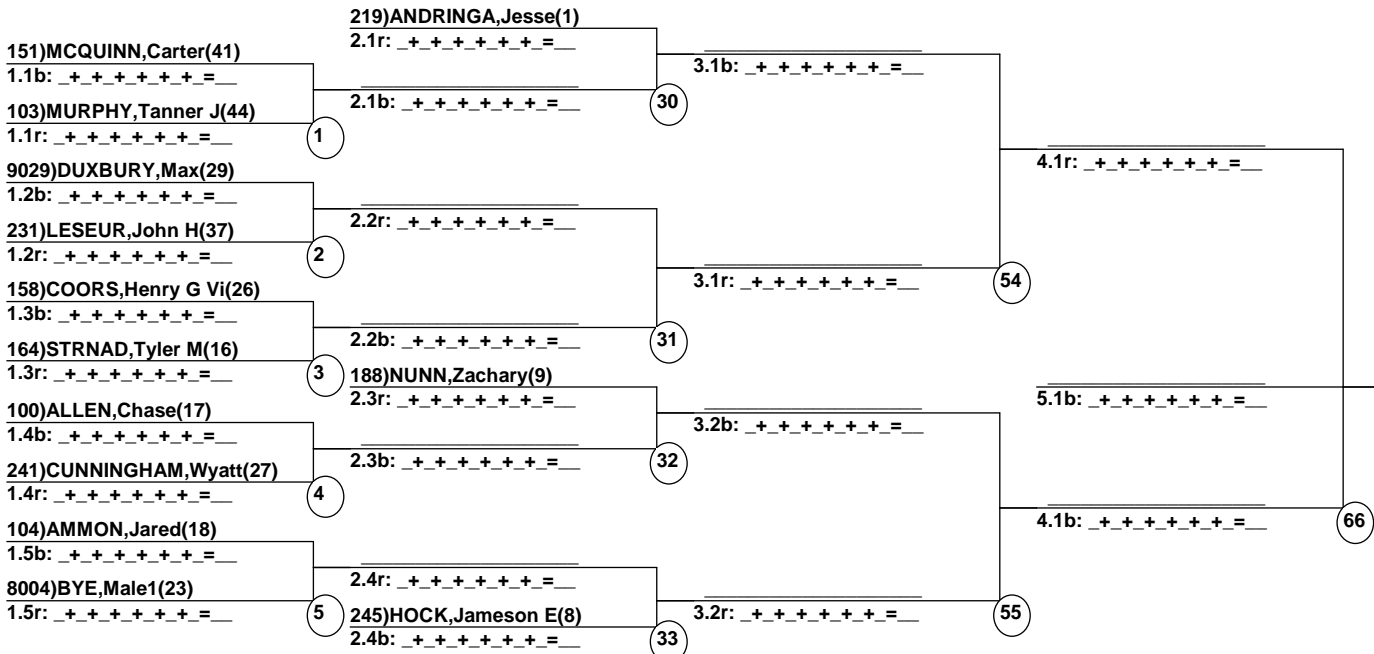 219)ANDRINGA,Jesse(1)
2.1r: _+_+_+_+_+_=__
151)MCQUINN,Carter(41)
1.1b: _+_+_+_+_+_=__
3.1b: _+_+_+_+_+_=__
2.1b: _+_+_+_+_+_=__
30
103)MURPHY,Tanner J(44)
1.1r: _+_+_+_+_+_=__
1
4.1r: _+_+_+_+_+_=__
9029)DUXBURY,Max(29)
1.2b: _+_+_+_+_+_=__
2.2r: _+_+_+_+_+_=__
231)LESEUR,John H(37)
1.2r: _+_+_+_+_+_=__
2
3.1r: _+_+_+_+_+_=__
54
158)COORS,Henry G Vi(26)
1.3b: _+_+_+_+_+_=__
2.2b: _+_+_+_+_+_=__
31
164)STRNAD,Tyler M(16)
1.3r: _+_+_+_+_+_=__
3
188)NUNN,Zachary(9)
2.3r: _+_+_+_+_+_=__
5.1b: _+_+_+_+_+_=__
100)ALLEN,Chase(17)
1.4b: _+_+_+_+_+_=__
3.2b: _+_+_+_+_+_=__
2.3b: _+_+_+_+_+_=__
32
241)CUNNINGHAM,Wyatt(27)
1.4r: _+_+_+_+_+_=__
4
4.1b: _+_+_+_+_+_=__
66
104)AMMON,Jared(18)
1.5b: _+_+_+_+_+_=__
2.4r: _+_+_+_+_+_=__
8004)BYE,Male1(23)
1.5r: _+_+_+_+_+_=__
5
245)HOCK,Jameson E(8)
2.4b: _+_+_+_+_+_=__
33
3.2r: _+_+_+_+_+_=__
55